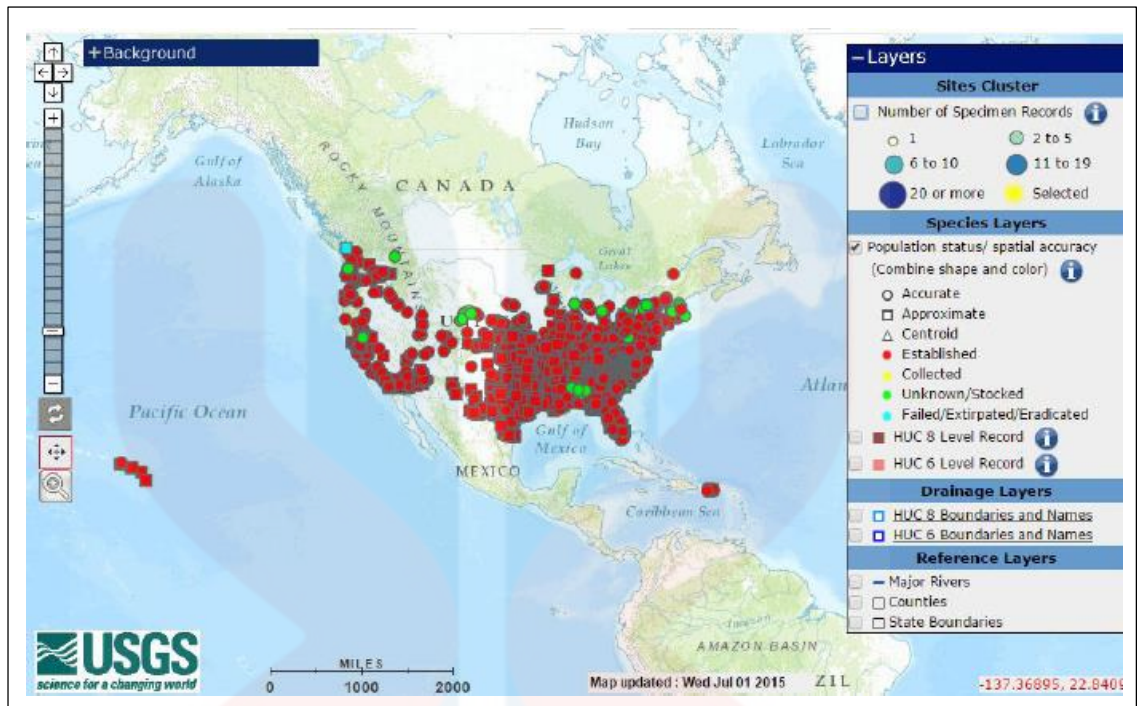 +Background
Hudson
Bay
Labrador
Sea
Gulf of
Alaska
ROCKY MOUNTAINS
CANADA
Great
Lakes
Pacific Ocean
Gulf of
Mexico
MEXICO
Caribbean Sea
AMAZON BASIN
−Layers
Sites Cluster
Number of Specimen Records
1
2 to 5
6 to 10
11 to 19
20 or more
Selected
Species Layers
Population status/ spatial accuracy
(Combine shape and color)
Accurate
Approximate
Centroid
Established
Collected
Unknown/Stocked
Failed/Extirpated/Eradicated
HUC 8 Level Record
HUC 6 Level Record
Drainage Layers
HUC 8 Boundaries and Names
HUC 6 Boundaries and Names
Reference Layers
Major Rivers
Counties
State Boundaries
USGS
science for a changing world
MILES
0 1000 2000
Map updated : Wed Jul 01 2015
ZIL
-137.36895, 22.8409